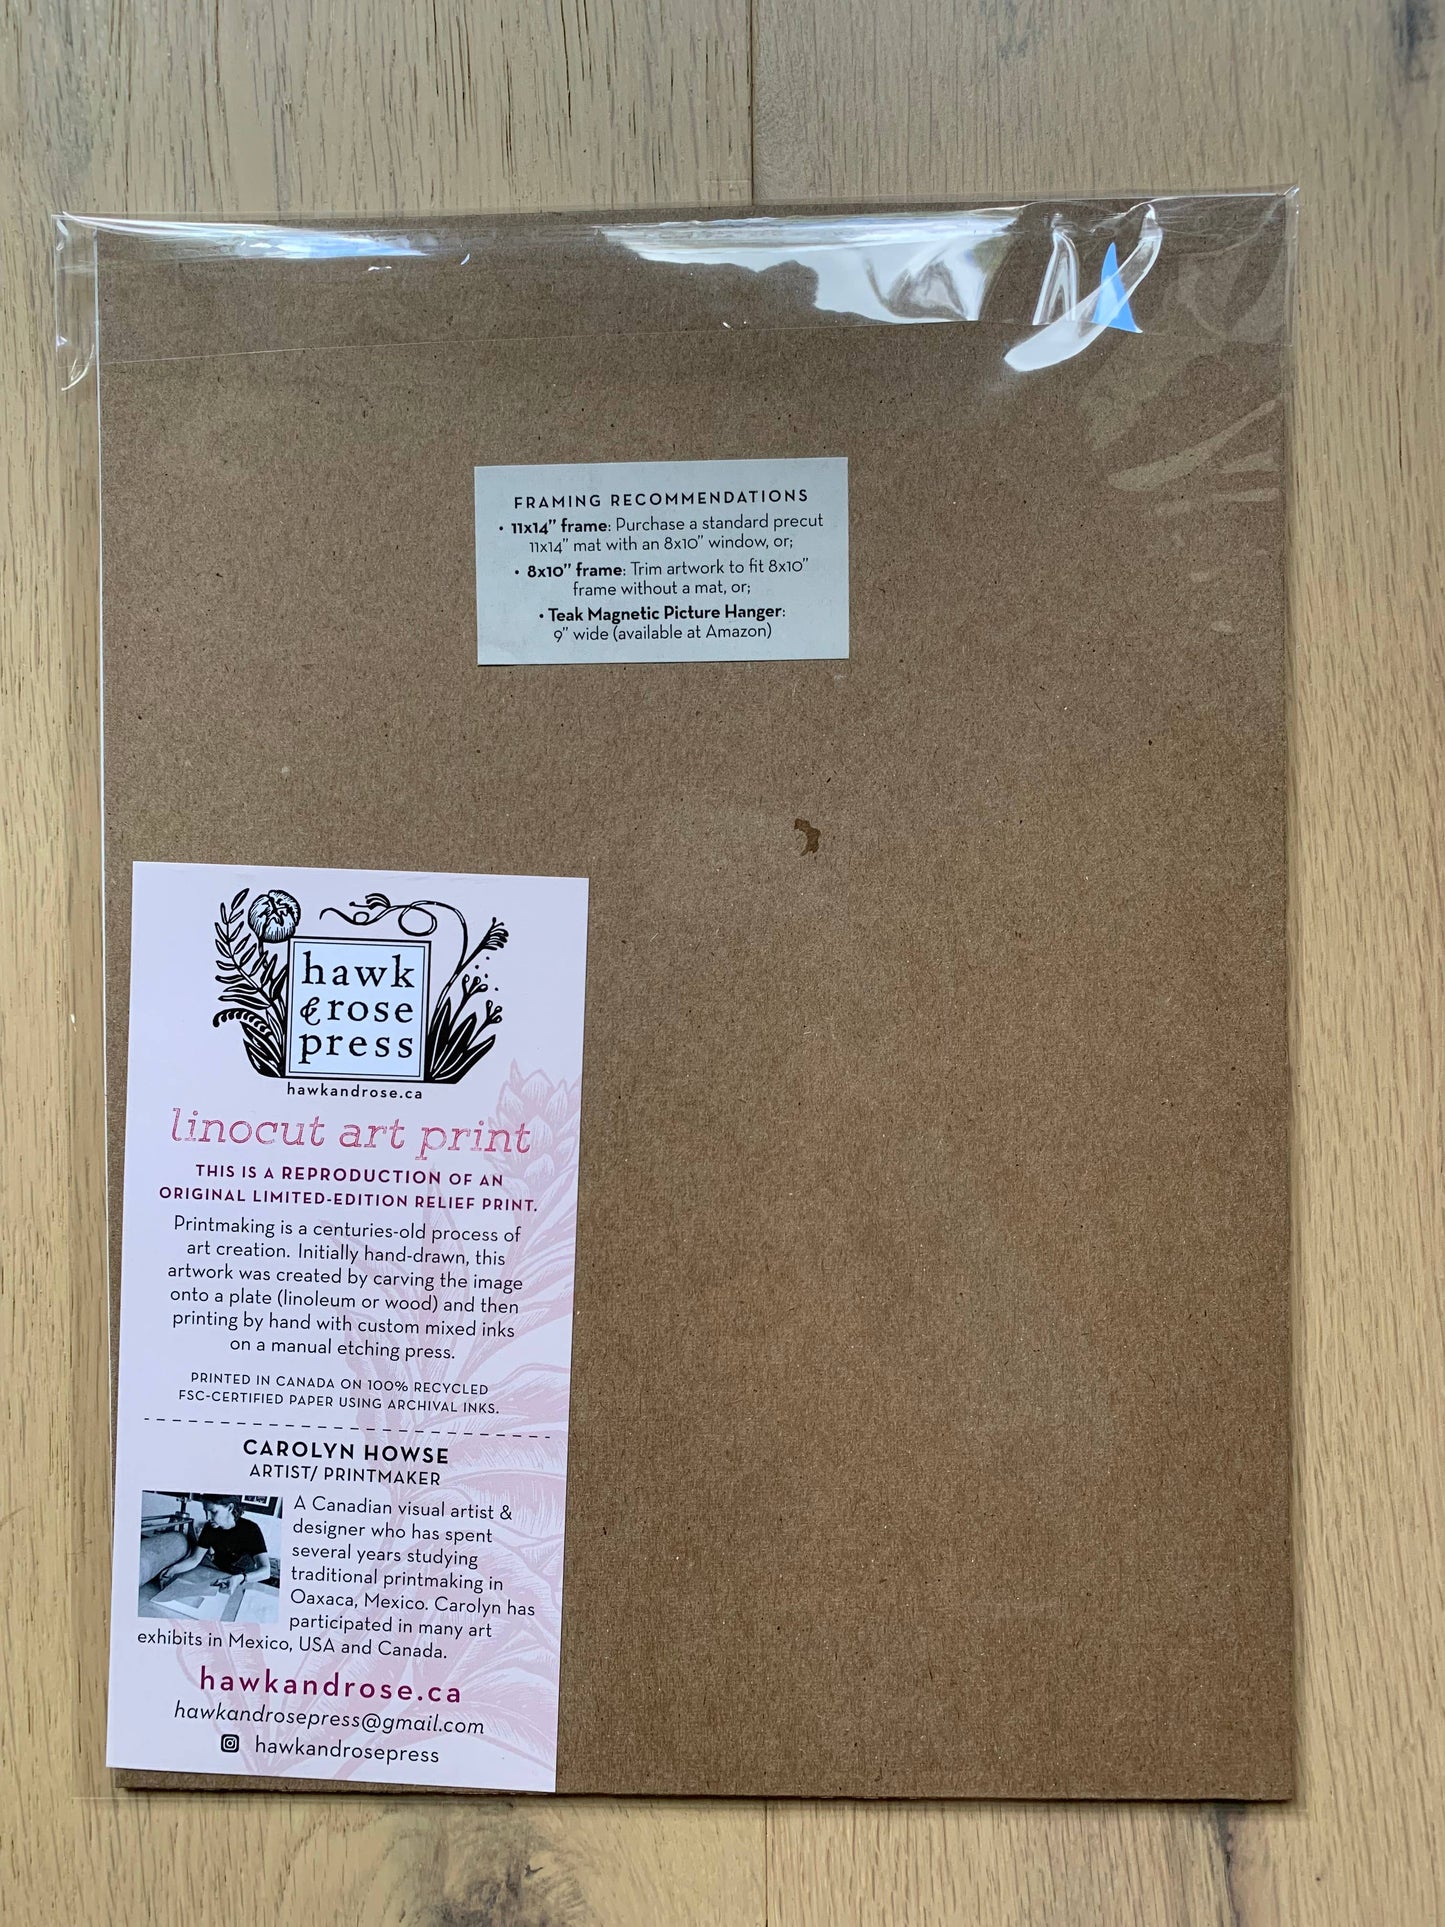 FRAMING RECOMMENDATIONS
• 11x14” frame: Purchase a standard precut
11x14” mat with an 8x10” window, or;
• 8x10” frame: Trim artwork to fit 8x10”
frame without a mat, or;
• Teak Magnetic Picture Hanger:
9” wide (available at Amazon)
hawk
& rose
press
hawkandrose.ca
linocut art print
THIS IS A REPRODUCTION OF AN
ORIGINAL LIMITED-EDITION RELIEF PRINT.
Printmaking is a centuries-old process of
art creation. Initially hand-drawn, this
artwork was created by carving the image
onto a plate (linoleum or wood) and then
printing by hand with custom mixed inks
on a manual etching press.
PRINTED IN CANADA ON 100% RECYCLED
FSC-CERTIFIED PAPER USING ARCHIVAL INKS.
CAROLYN HOWSE
ARTIST/ PRINTMAKER
A Canadian visual artist &
designer who has spent
several years studying
traditional printmaking in
Oaxaca, Mexico. Carolyn has
participated in many art
exhibits in Mexico, USA and Canada.
hawkandrose.ca
hawkandrosepress@gmail.com
hawkandrosepress